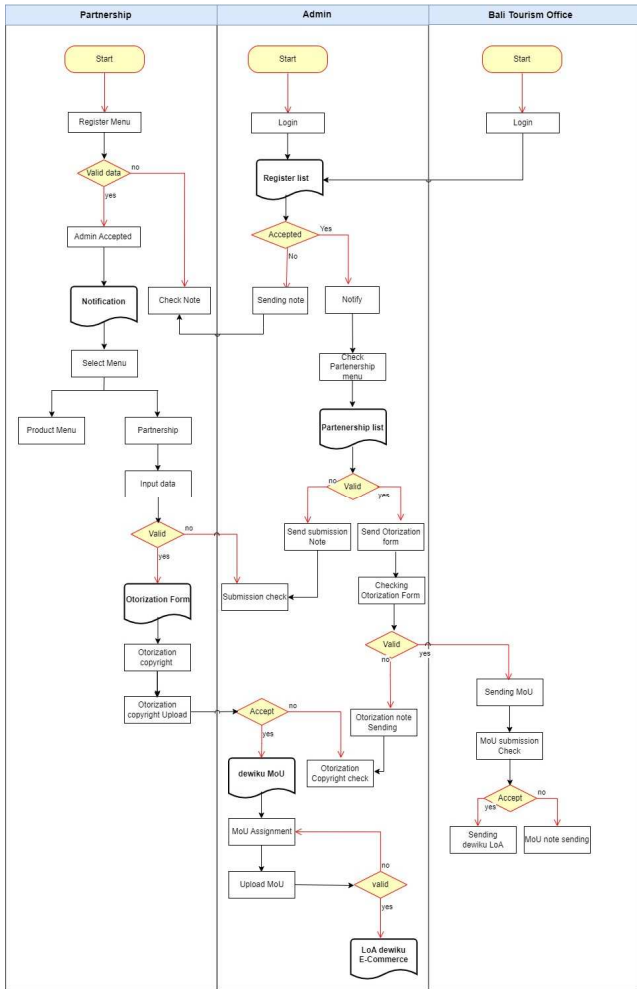 Partnership
Admin
Bali Tourism Office
Start
Start
Start
Register Menu
Login
Login
Valid data
no
yes
Register list
Admin Accepted
Accepted
Yes
No
Notification
Check Note
Sending note
Notify
Select Menu
Check
Partenership
menu
Product Menu
Partnership
Partenership list
Input data
Valid
no
yes
Valid
no
yes
Send submission
Note
Send Otorization
form
Otorization Form
Submission check
Checking
Otorization Form
Otorization
copyright
Valid
no
yes
Otorization
copyright Upload
Accept
no
yes
Otorization note
Sending
Sending MoU
MoU submission
Check
dewiku MoU
Otorization
Copyright check
Accept
yes
no
MoU Assignment
no
Sending
dewiku LoA
MoU note sending
Upload MoU
valid
yes
LoA dewiku
E-Commerce